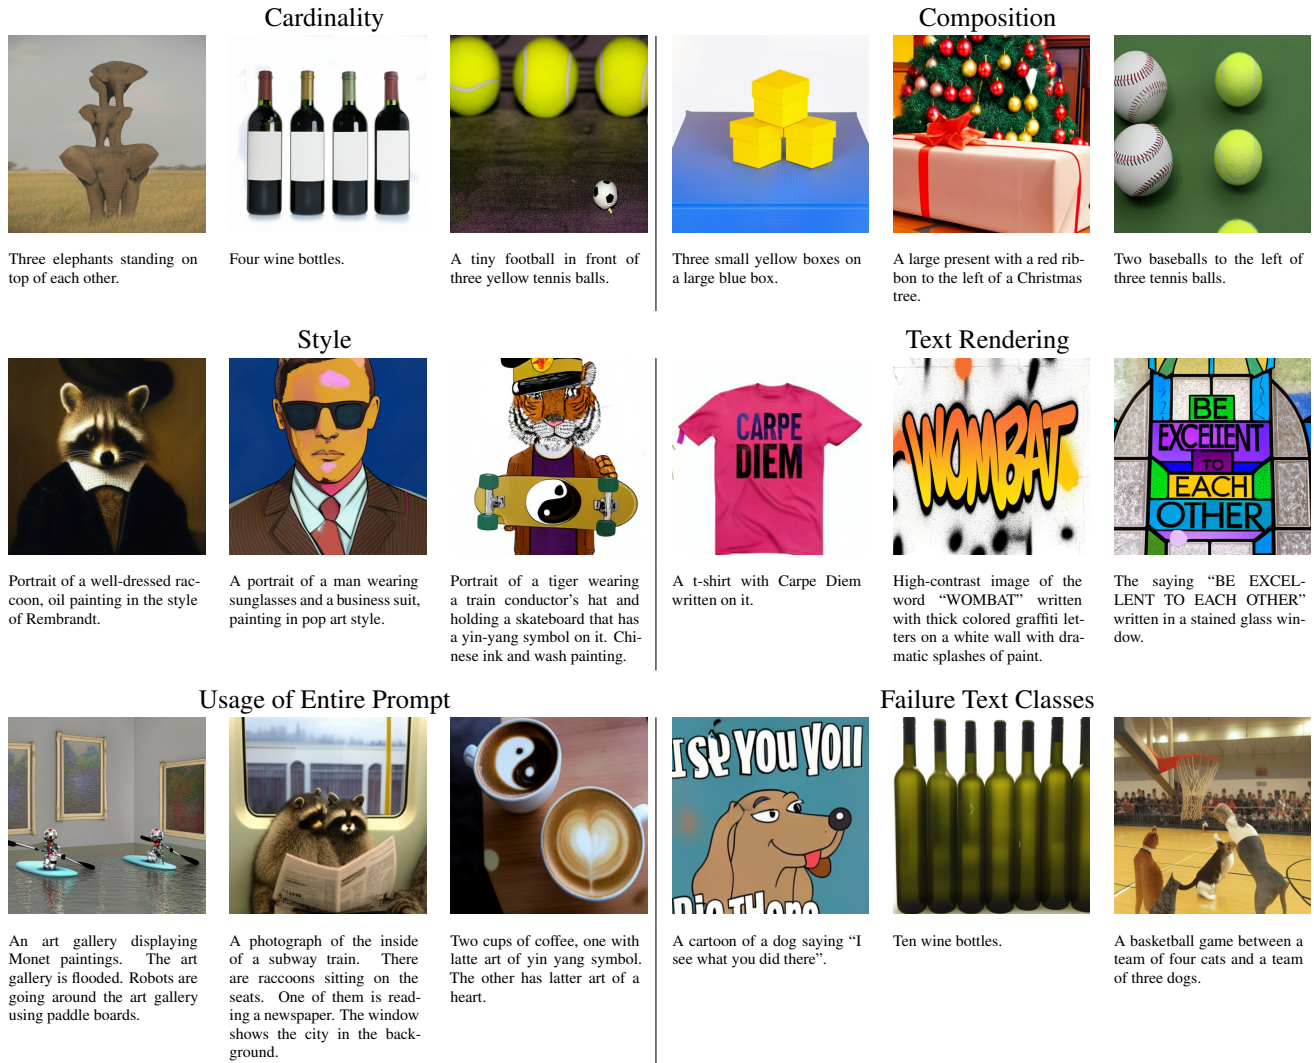 Cardinality
Composition
Three elephants standing on
top of each other.
Four wine bottles.
A tiny football in front of
three yellow tennis balls.
Three small yellow boxes on
a large blue box.
A large present with a red rib-
bon to the left of a Christmas
tree.
Two baseballs to the left of
three tennis balls.
Style
Text Rendering
CARPE
DIEM
WOMBAT
BE
EXCELLENT
TO
EACH
OTHER
Portrait of a well-dressed rac-
coon, oil painting in the style
of Rembrandt.
A portrait of a man wearing
sunglasses and a business suit,
painting in pop art style.
Portrait of a tiger wearing
a train conductor's hat and
holding a skateboard that has
a yin-yang symbol on it. Chi-
nese ink and wash painting.
A t-shirt with Carpe Diem
written on it.
High-contrast image of the
word “WOMBAT” written
with thick colored graffiti let-
ters on a white wall with dra-
matic splashes of paint.
The saying “BE EXCEL-
LENT TO EACH OTHER”
written in a stained glass win-
dow.
Usage of Entire Prompt
Failure Text Classes
An art gallery displaying
Monet paintings. The art
gallery is flooded. Robots are
going around the art gallery
using paddle boards.
A photograph of the inside
of a subway train. There
are raccoons sitting on the
seats. One of them is read-
ing a newspaper. The window
shows the city in the back-
ground.
Two cups of coffee, one with
latte art of yin yang symbol.
The other has latter art of a
heart.
A cartoon of a dog saying “I
see what you did there”.
Ten wine bottles.
A basketball game between a
team of four cats and a team
of three dogs.